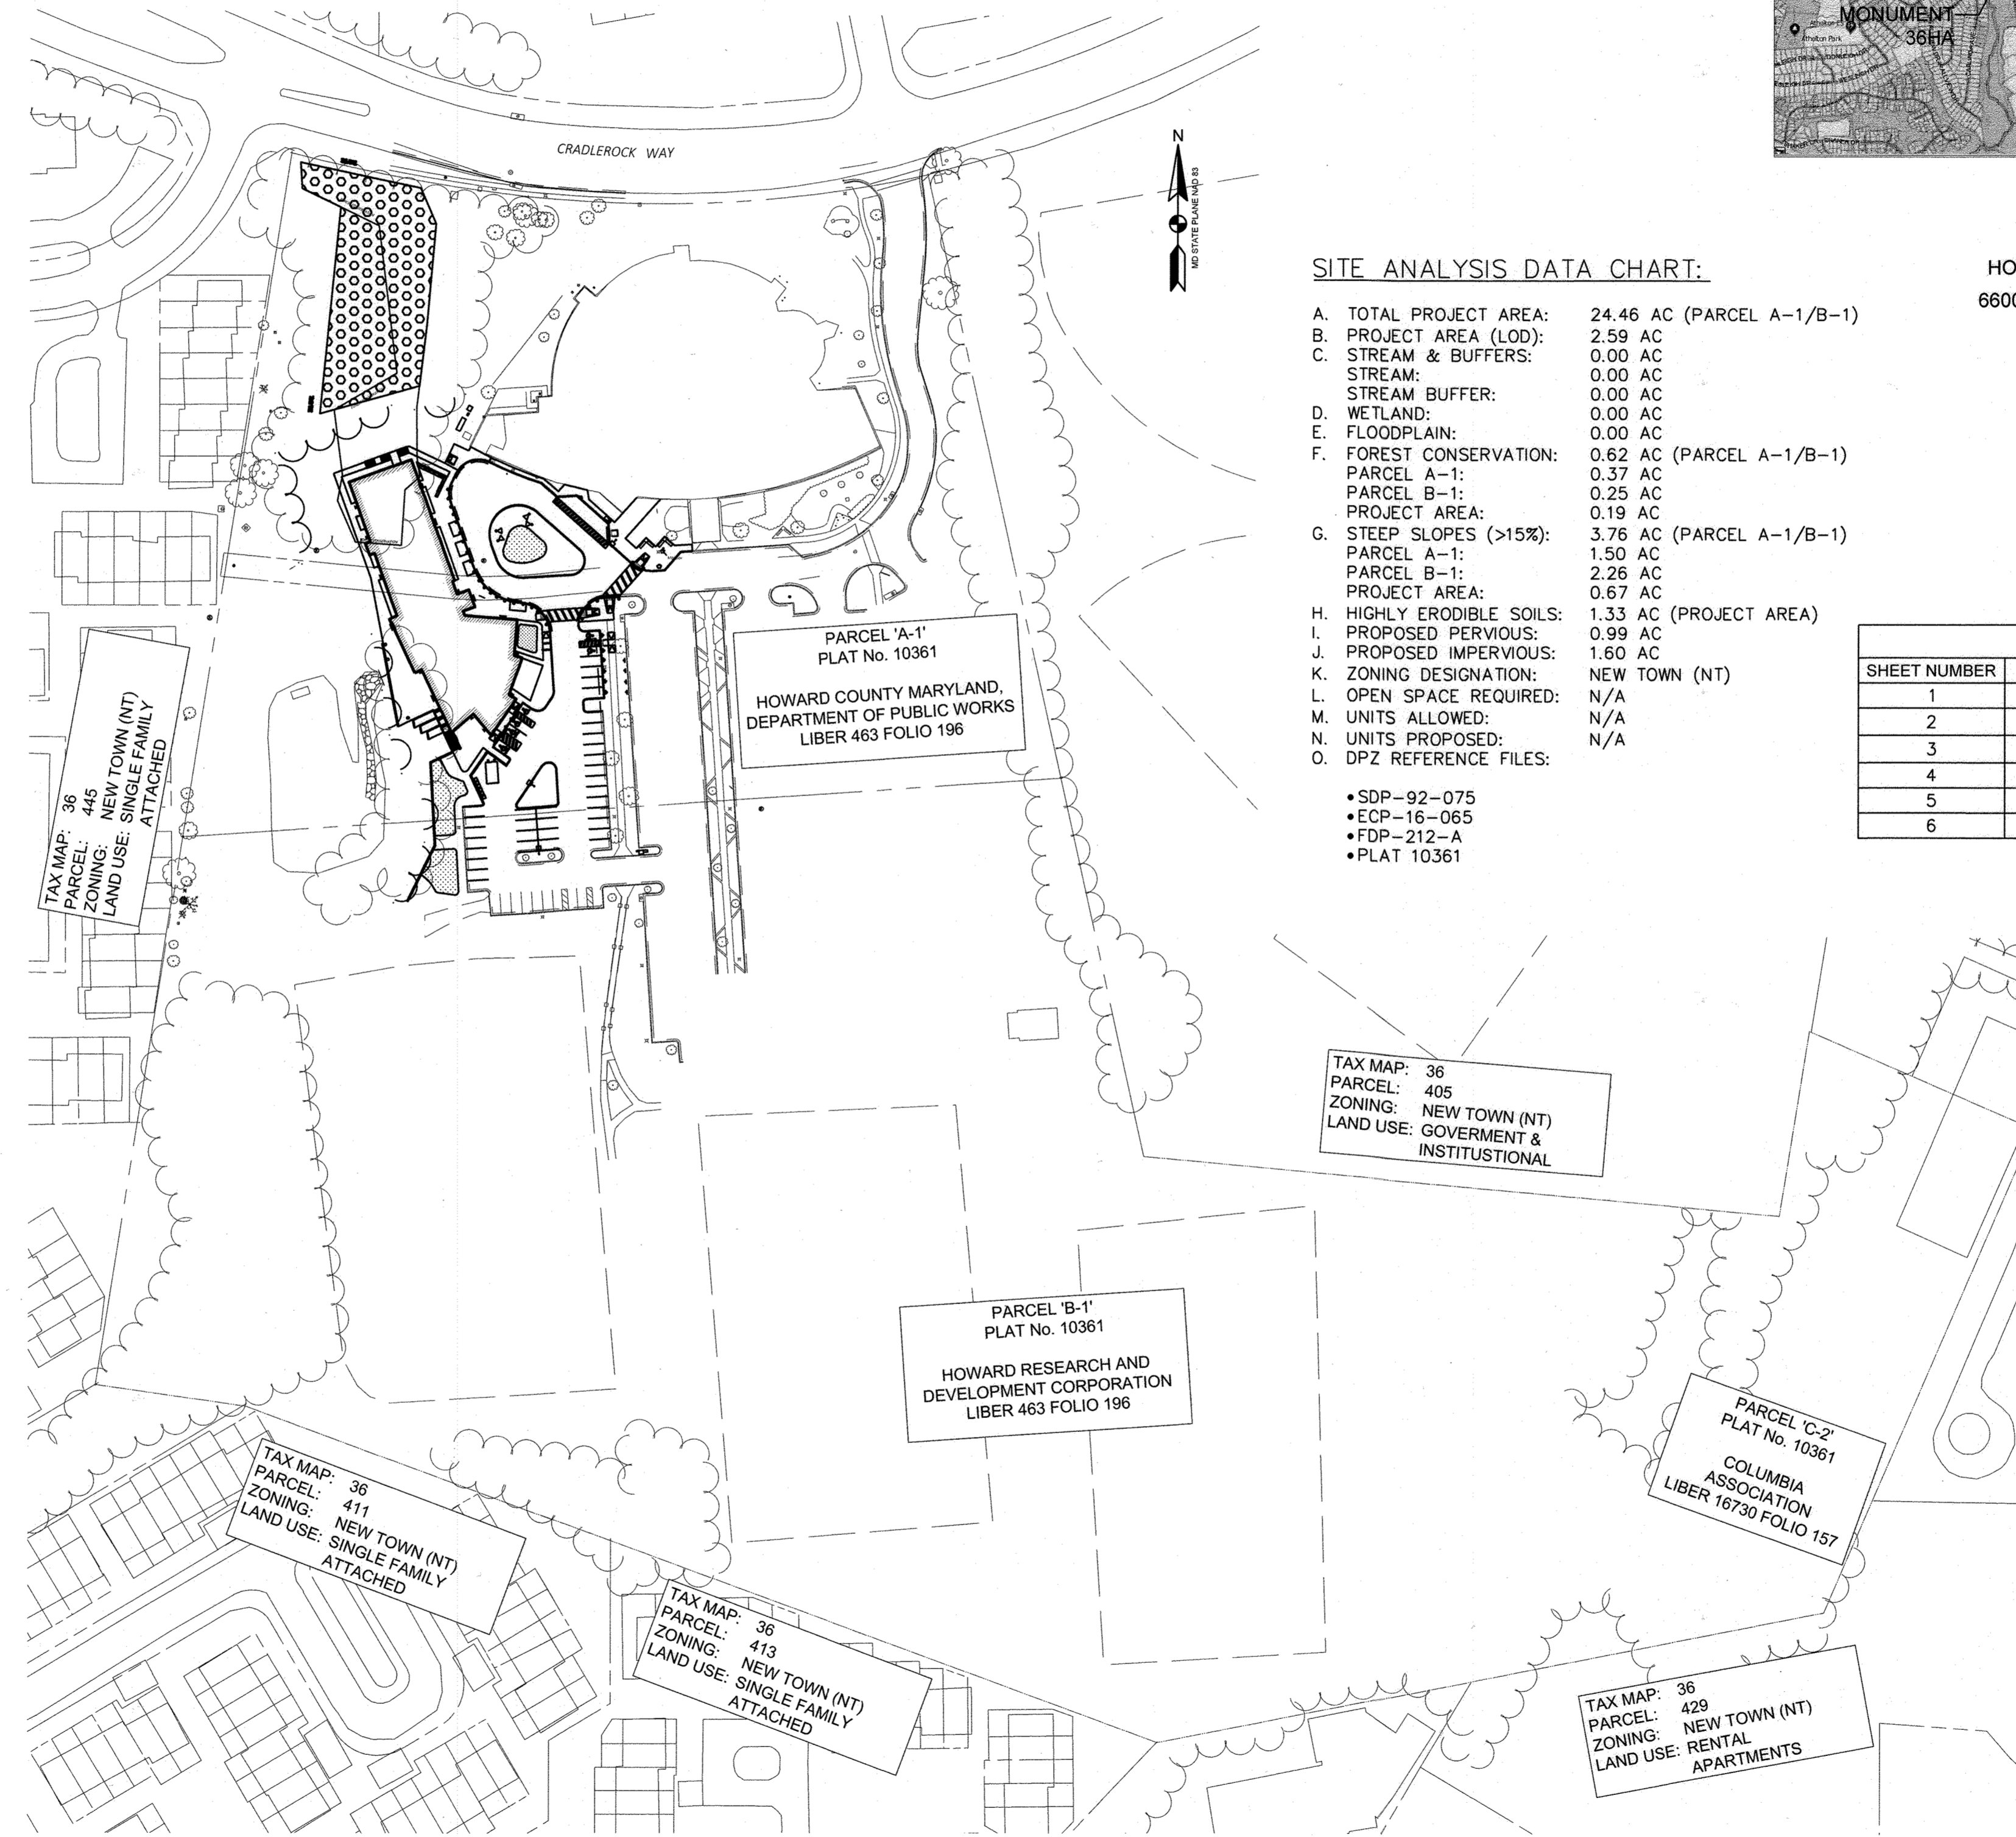 MONUMENT
36HA
Atholton Park
CRADLEROCK WAY
N
MD STATE PLANE NAD 83
SITE ANALYSIS DATA CHART:
A. TOTAL PROJECT AREA: 24.46 AC (PARCEL A-1/B-1)
B. PROJECT AREA (LOD): 2.59 AC
C. STREAM & BUFFERS: 0.00 AC
STREAM: 0.00 AC
STREAM BUFFER: 0.00 AC
D. WETLAND: 0.00 AC
E. FLOODPLAIN: 0.00 AC
F. FOREST CONSERVATION: 0.62 AC (PARCEL A-1/B-1)
PARCEL A-1: 0.37 AC
PARCEL B-1: 0.25 AC
PROJECT AREA: 0.19 AC
G. STEEP SLOPES (>15%): 3.76 AC (PARCEL A-1/B-1)
PARCEL A-1: 1.50 AC
PARCEL B-1: 2.26 AC
PROJECT AREA: 0.67 AC
H. HIGHLY ERODIBLE SOILS: 1.33 AC (PROJECT AREA)
I. PROPOSED PERVIOUS: 0.99 AC
J. PROPOSED IMPERVIOUS: 1.60 AC
K. ZONING DESIGNATION: NEW TOWN (NT)
L. OPEN SPACE REQUIRED: N/A
M. UNITS ALLOWED: N/A
N. UNITS PROPOSED: N/A
O. DPZ REFERENCE FILES:
•SDP-92-075
•ECP-16-065
•FDP-212-A
•PLAT 10361
HO
6600
SHEET NUMBER
1
2
3
4
5
6
PARCEL 'A-1'
PLAT No. 10361
HOWARD COUNTY MARYLAND,
DEPARTMENT OF PUBLIC WORKS
LIBER 463 FOLIO 196
TAX MAP: 36
PARCEL: 445
ZONING: NEW TOWN (NT)
LAND USE: SINGLE FAMILY
ATTACHED
TAX MAP: 36
PARCEL: 405
ZONING: NEW TOWN (NT)
LAND USE: GOVERMENT &
INSTITUSTIONAL
PARCEL 'B-1'
PLAT No. 10361
HOWARD RESEARCH AND
DEVELOPMENT CORPORATION
LIBER 463 FOLIO 196
PARCEL 'C-2'
PLAT No. 10361
COLUMBIA
ASSOCIATION
LIBER 16730 FOLIO 157
TAX MAP: 36
PARCEL: 411
ZONING: NEW TOWN (NT)
LAND USE: SINGLE FAMILY
ATTACHED
TAX MAP: 36
PARCEL: 413
ZONING: NEW TOWN (NT)
LAND USE: SINGLE FAMILY
ATTACHED
TAX MAP: 36
PARCEL: 429
ZONING: NEW TOWN (NT)
LAND USE: RENTAL
APARTMENTS